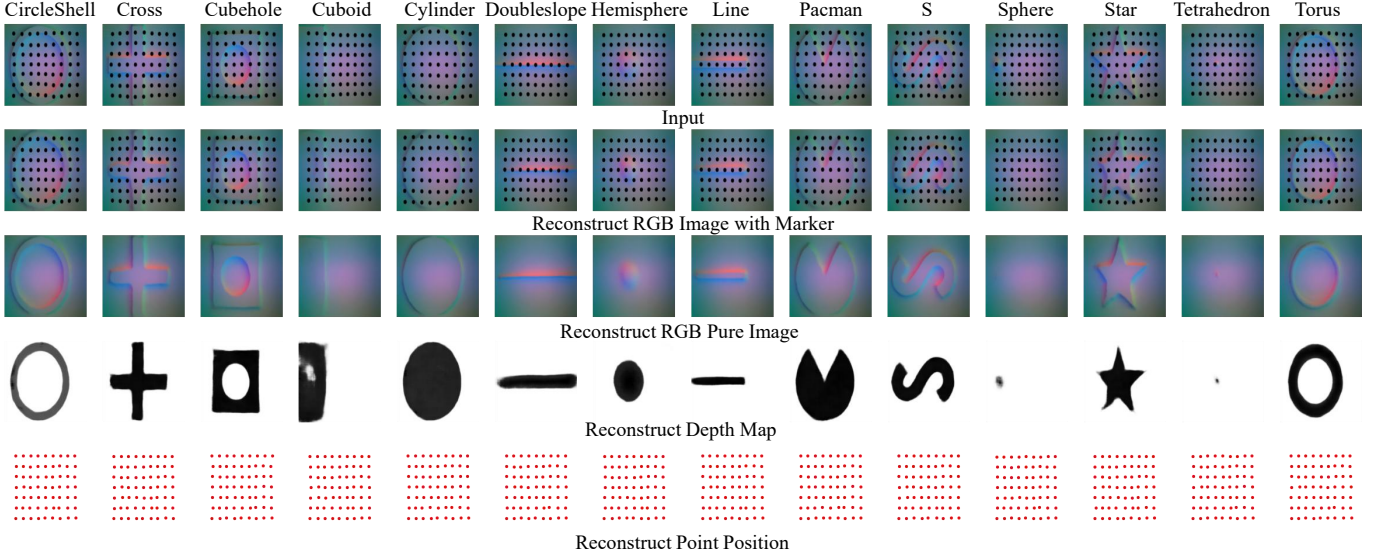 CircleShell Cross Cubehole Cuboid Cylinder Doubleslope Hemisphere Line Pacman S Sphere Star Tetrahedron Torus
Input
Reconstruct RGB Image with Marker
Reconstruct RGB Pure Image
Reconstruct Depth Map
Reconstruct Point Position